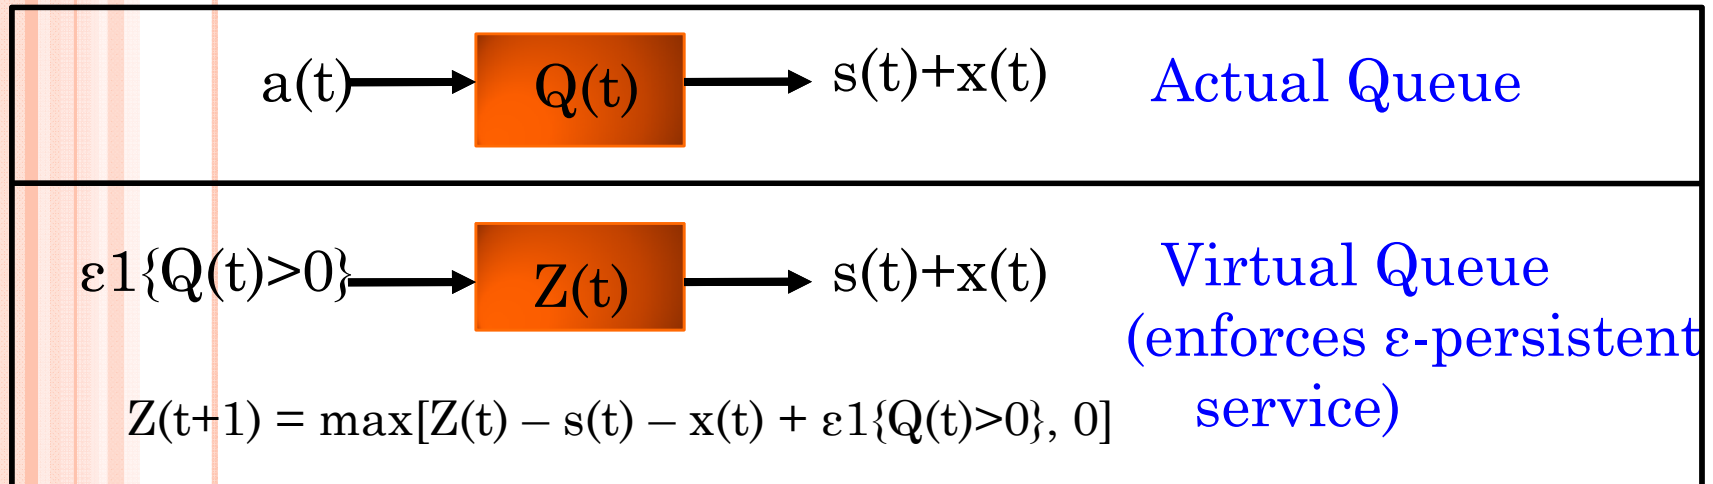 a(t) Q(t) s(t)+x(t) Actual Queue
ε1{Q(t)>0} Z(t) s(t)+x(t) Virtual Queue
(enforces ε-persistent
service)
Z(t+1) = max[Z(t) – s(t) – x(t) + ε1{Q(t)>0}, 0]